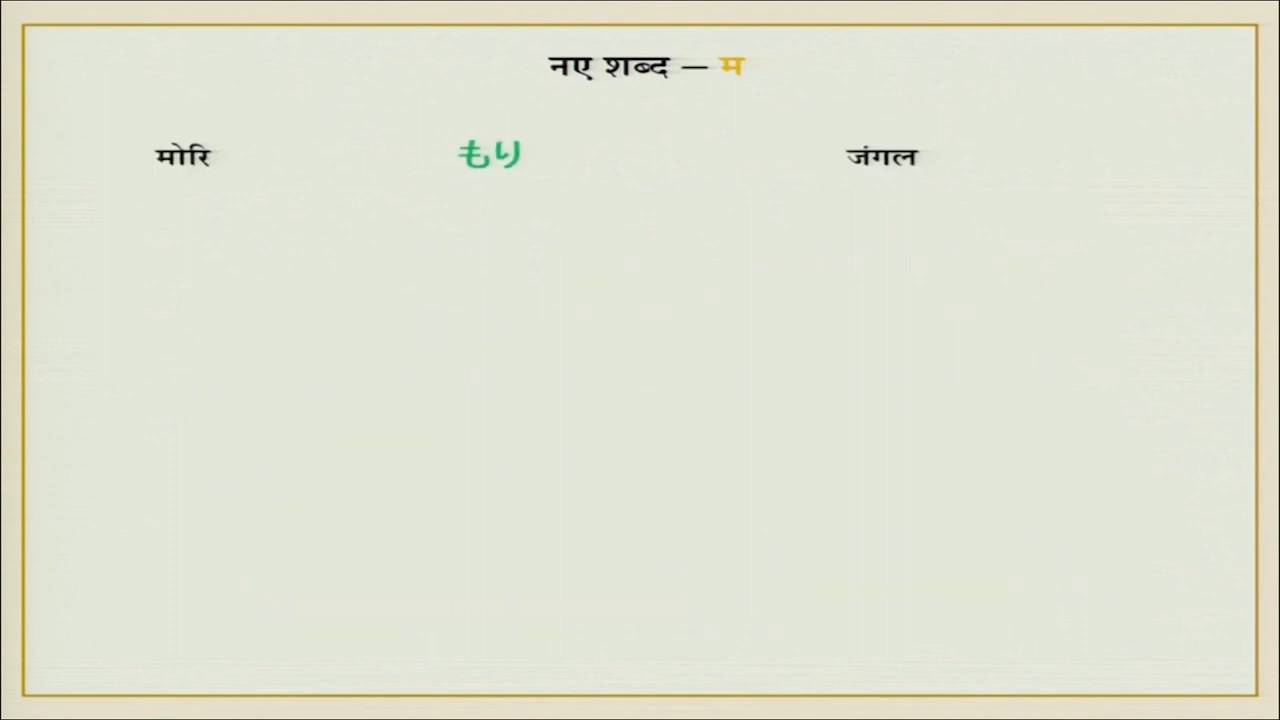 नए शब्द – म
मोरि もり जंगल